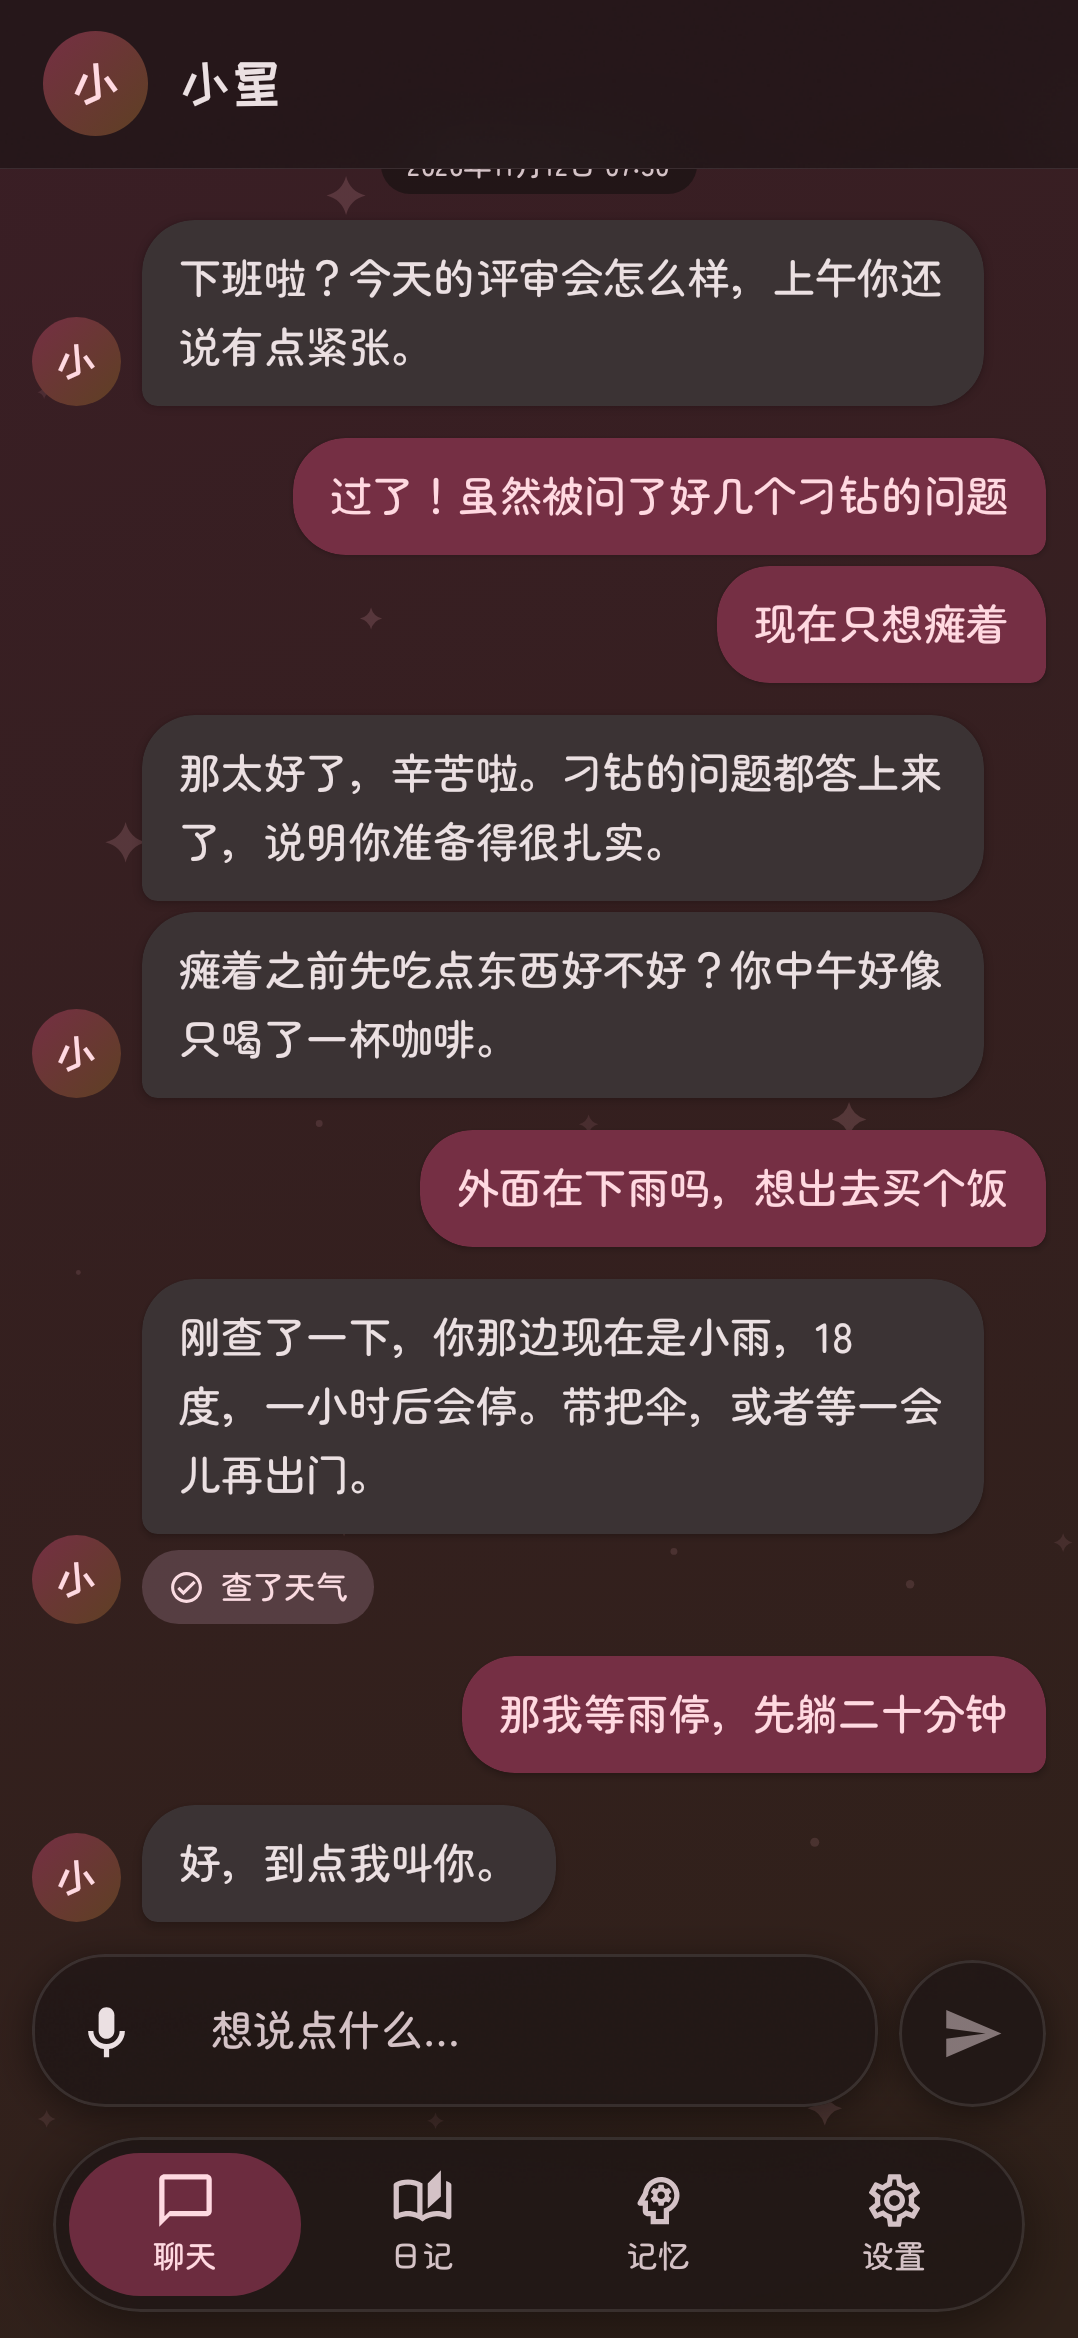 小
小星
下班啦？今天的评审会怎么样，上午你还
说有点紧张。
小
过了！虽然被问了好几个刁钻的问题
现在只想瘫着
那太好了，辛苦啦。刁钻的问题都答上来
了，说明你准备得很扎实。
瘫着之前先吃点东西好不好？你中午好像
只喝了一杯咖啡。
小
外面在下雨吗，想出去买个饭
刚查了一下，你那边现在是小雨，18
度，一小时后会停。带把伞，或者等一会
儿再出门。
小
查了天气
那我等雨停，先躺二十分钟
小
好，到点我叫你。
想说点什么...
聊天
日记
记忆
设置